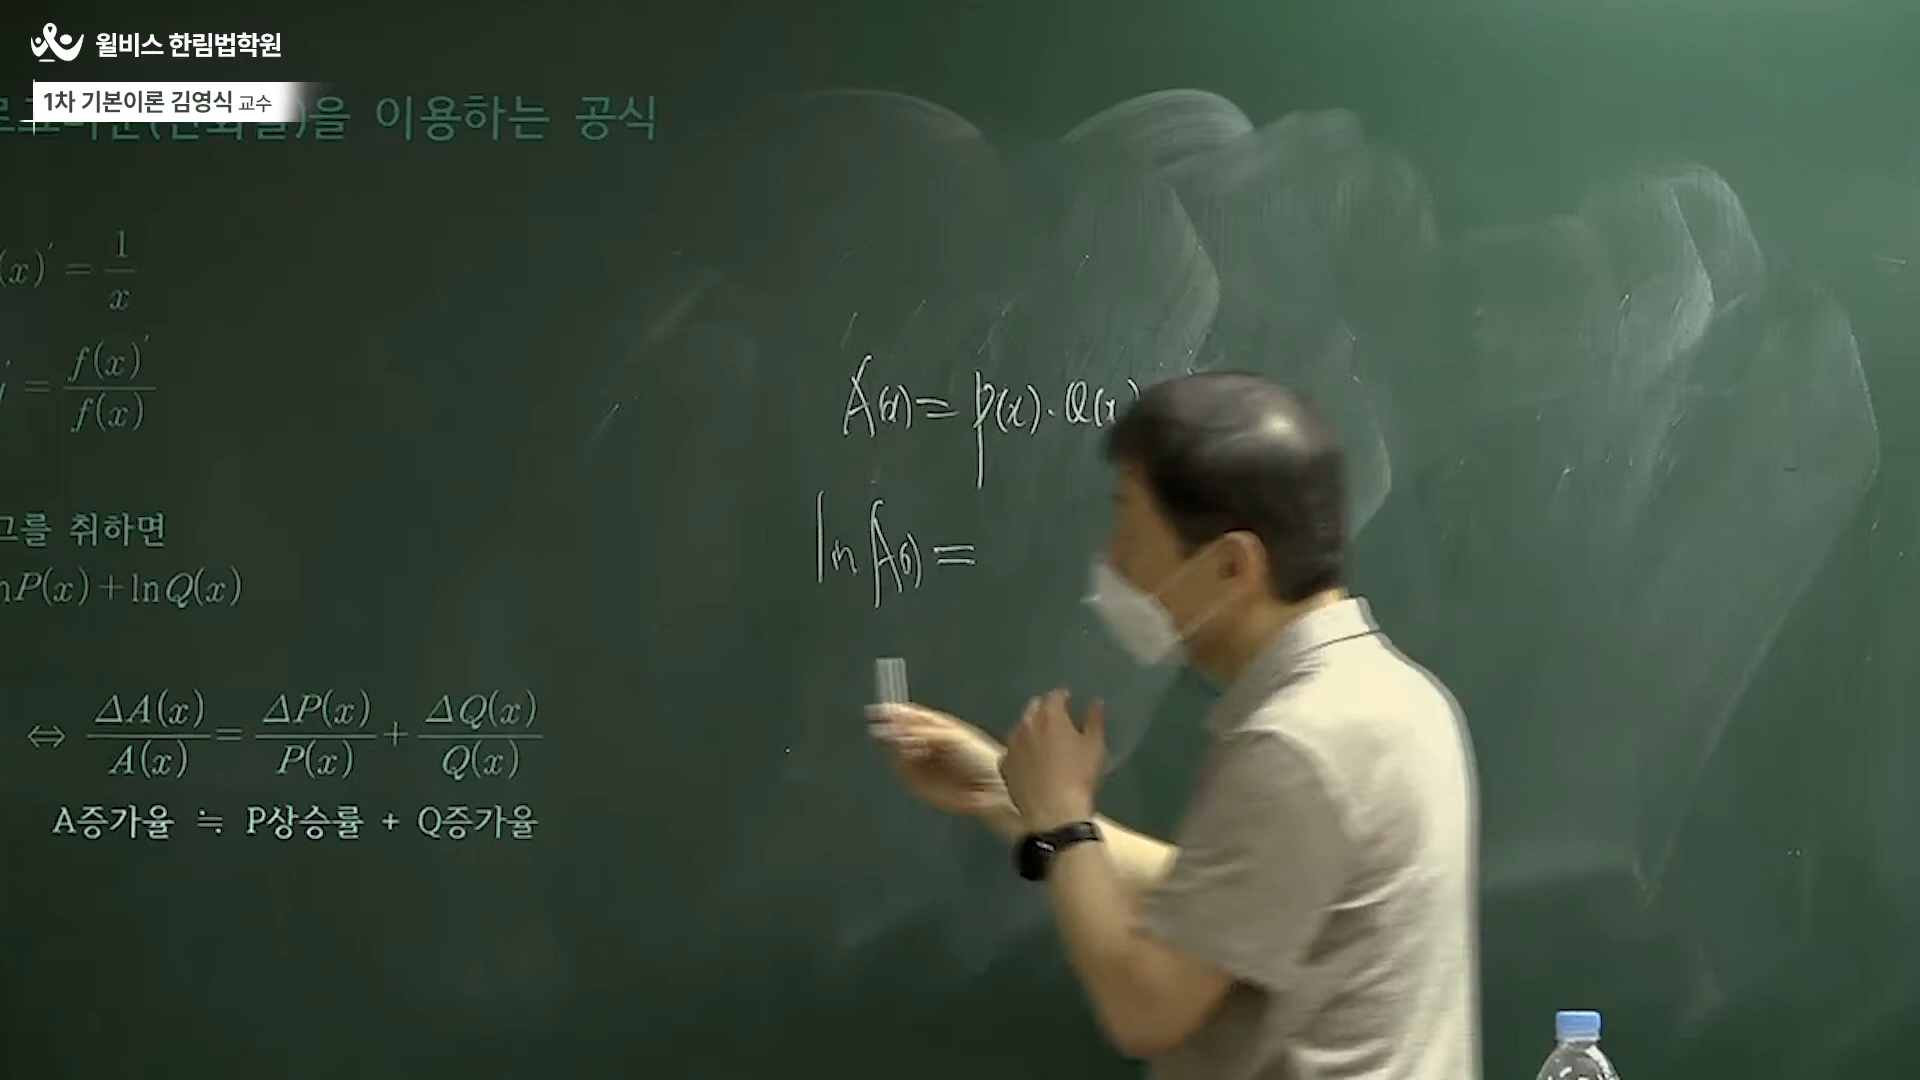 윌비스 한림법학원
1차 기본이론 김영식 교수
을 이용하는 공식
(x)′ = 1/x
′ = f(x)′/f(x)
그를 취하면
nP(x)+lnQ(x)
⇔ ΔA(x)/A(x) = ΔP(x)/P(x) + ΔQ(x)/Q(x)
A증가율 ≒ P상승률 + Q증가율
A(x) = P(x)·Q(x)
ln A(x) =